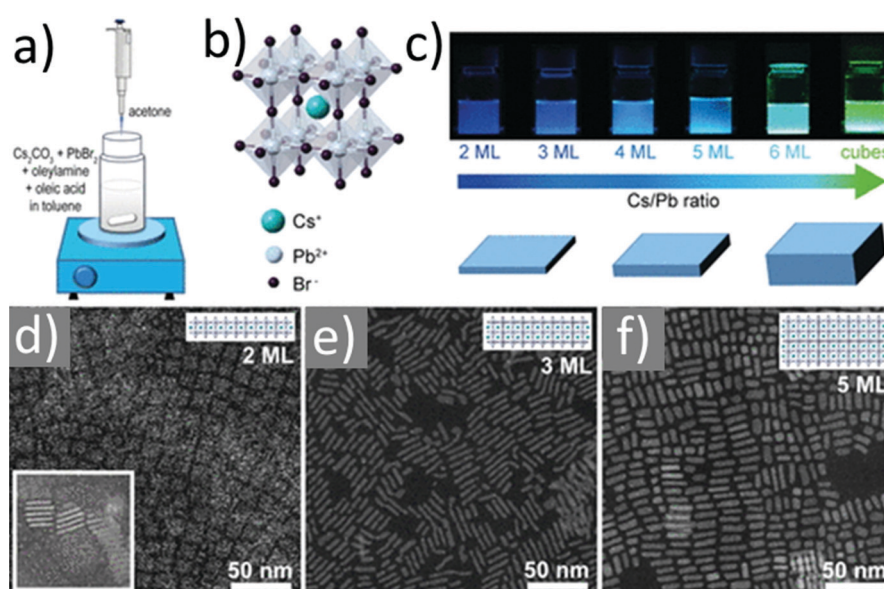 a)
acetone
Cs₂CO₃ + PbBr₂
+ oleylamine
+ oleic acid
in toluene
b)
Cs⁺
Pb²⁺
Br⁻
c)
2 ML 3 ML 4 ML 5 ML 6 ML cubes
Cs/Pb ratio
d)
2 ML
50 nm
e)
3 ML
50 nm
f)
5 ML
50 nm